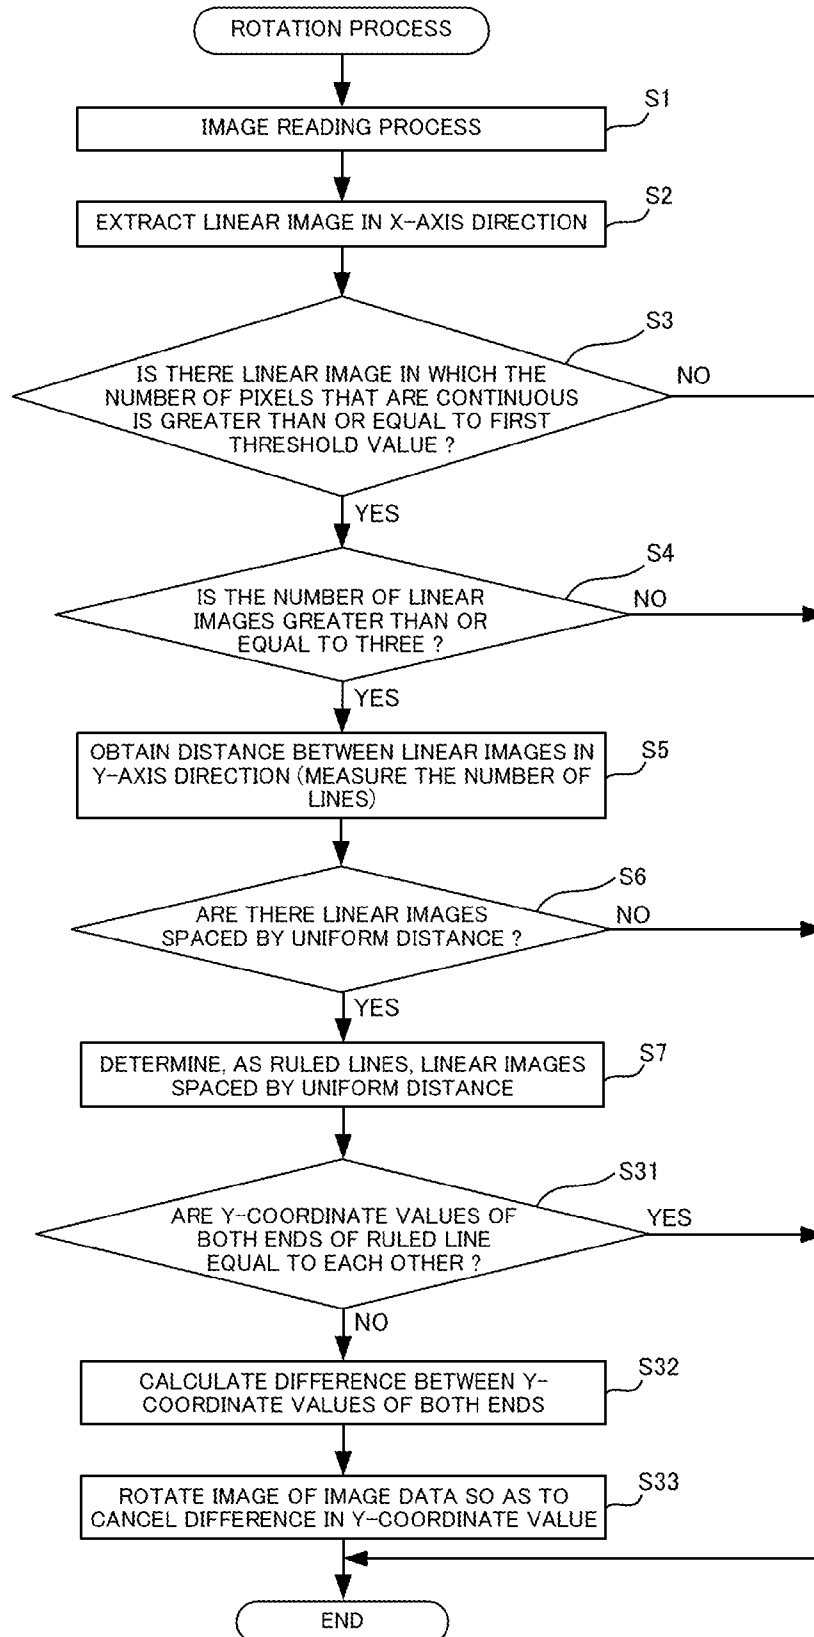 ROTATION PROCESS
S1
IMAGE READING PROCESS
S2
EXTRACT LINEAR IMAGE IN X-AXIS DIRECTION
S3
IS THERE LINEAR IMAGE IN WHICH THE
NUMBER OF PIXELS THAT ARE CONTINUOUS
IS GREATER THAN OR EQUAL TO FIRST
THRESHOLD VALUE ?
NO
YES
S4
IS THE NUMBER OF LINEAR
IMAGES GREATER THAN OR
EQUAL TO THREE ?
NO
YES
S5
OBTAIN DISTANCE BETWEEN LINEAR IMAGES IN
Y-AXIS DIRECTION (MEASURE THE NUMBER OF
LINES)
S6
ARE THERE LINEAR IMAGES
SPACED BY UNIFORM DISTANCE ?
NO
YES
S7
DETERMINE, AS RULED LINES, LINEAR IMAGES
SPACED BY UNIFORM DISTANCE
S31
ARE Y-COORDINATE VALUES OF
BOTH ENDS OF RULED LINE
EQUAL TO EACH OTHER ?
YES
NO
S32
CALCULATE DIFFERENCE BETWEEN Y-
COORDINATE VALUES OF BOTH ENDS
S33
ROTATE IMAGE OF IMAGE DATA SO AS TO
CANCEL DIFFERENCE IN Y-COORDINATE VALUE
END